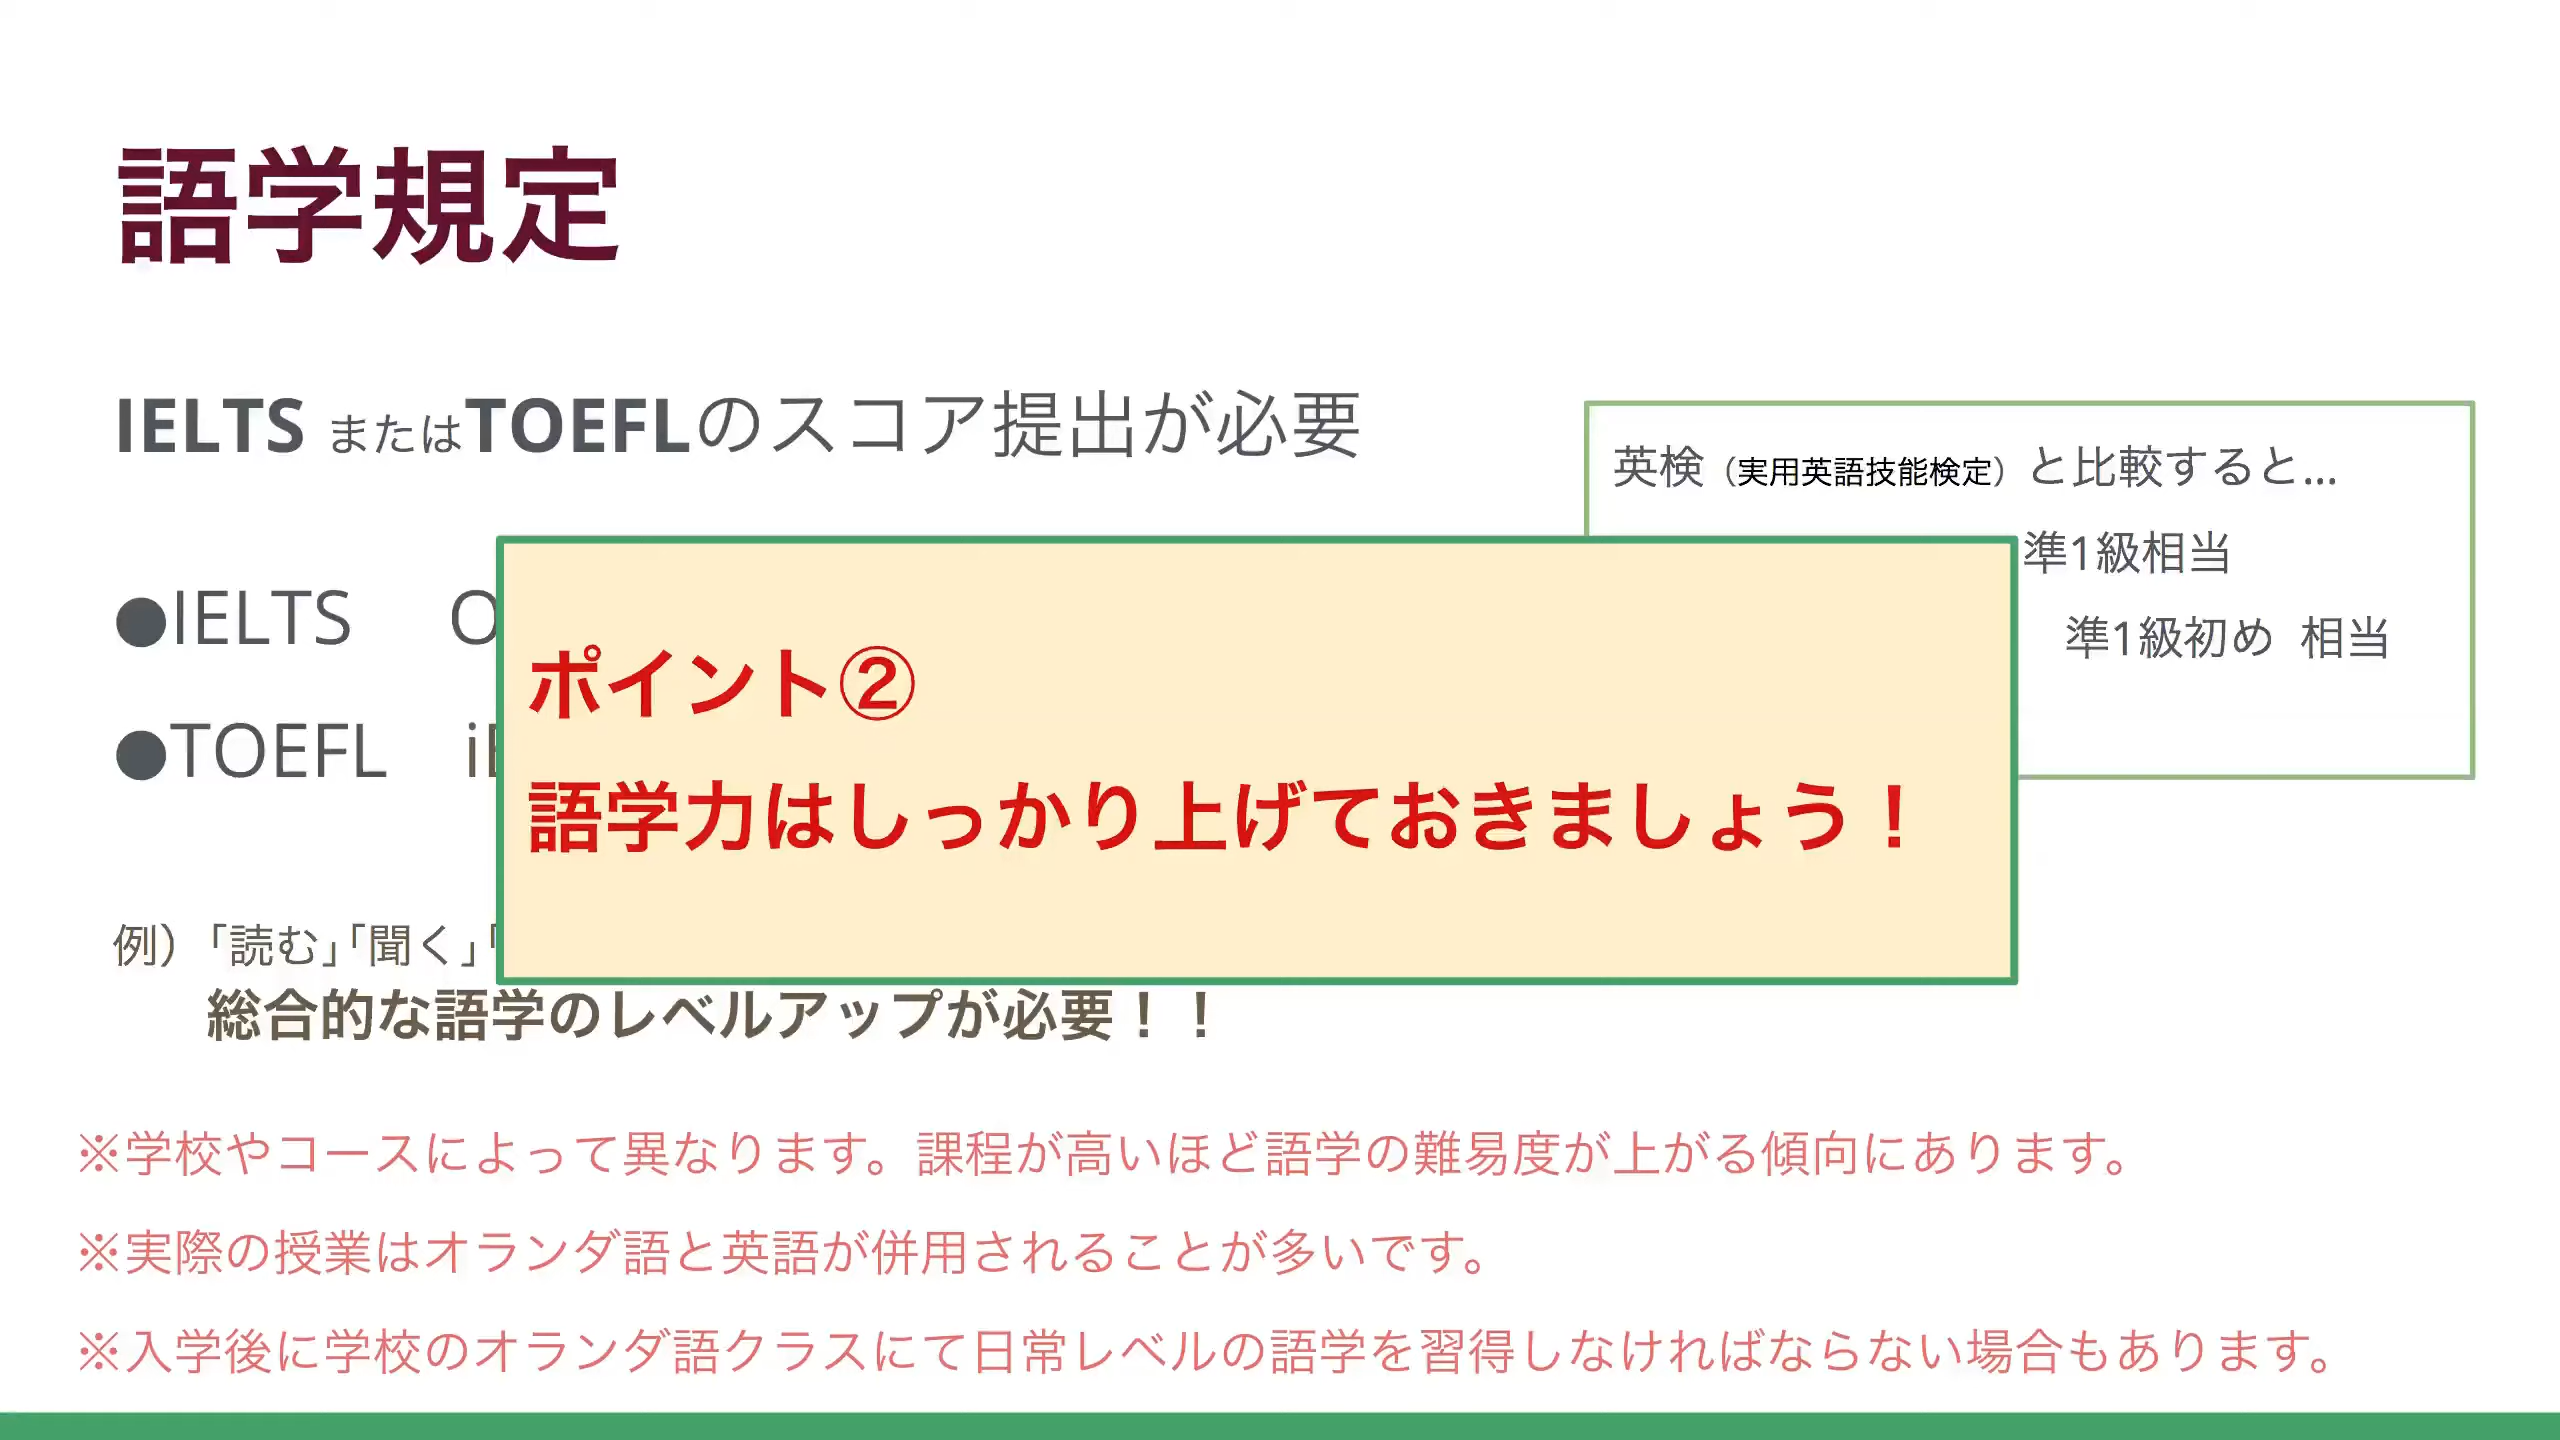 語学規定
IELTS またはTOEFLのスコア提出が必要
英検（実用英語技能検定）と比較すると...
準1級相当
準1級初め 相当
●IELTS
●TOEFL
ポイント②
語学力はしっかり上げておきましょう！
例）「読む」「聞く」「
総合的な語学のレベルアップが必要！！
※学校やコースによって異なります。課程が高いほど語学の難易度が上がる傾向にあります。
※実際の授業はオランダ語と英語が併用されることが多いです。
※入学後に学校のオランダ語クラスにて日常レベルの語学を習得しなければならない場合もあります。